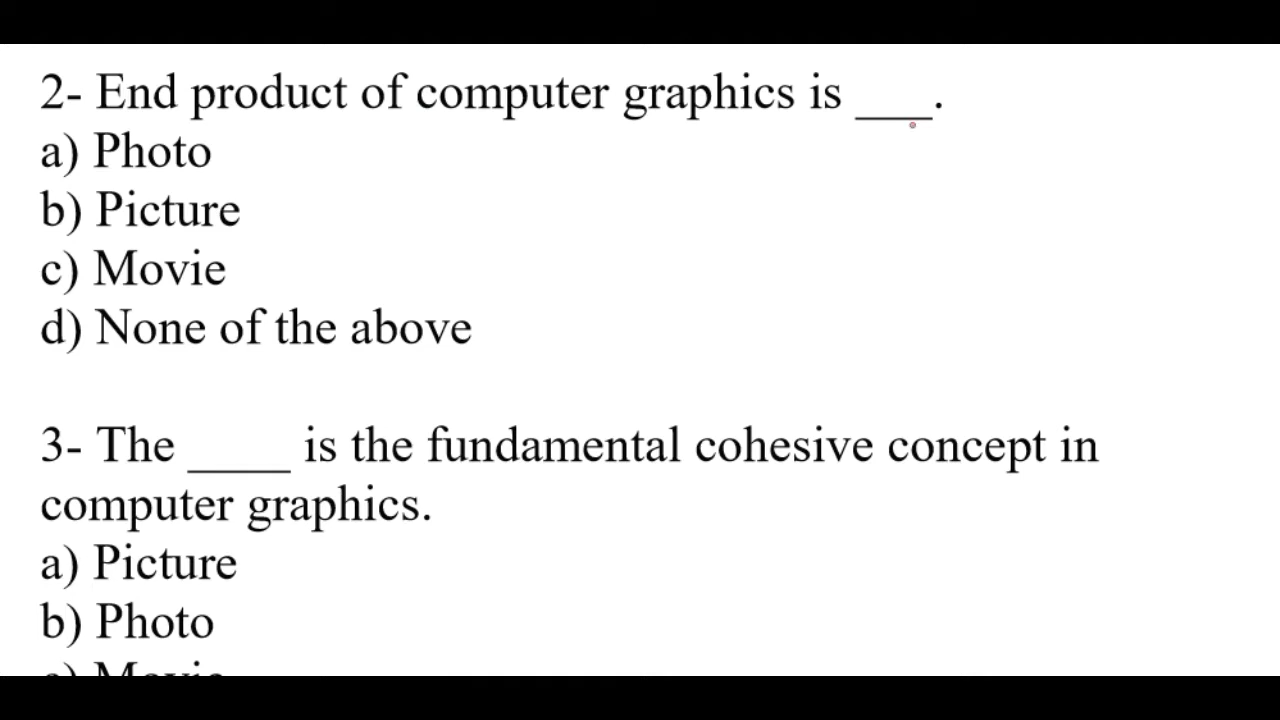 2- End product of computer graphics is ___.
a) Photo
b) Picture
c) Movie
d) None of the above
3- The ____ is the fundamental cohesive concept in
computer graphics.
a) Picture
b) Photo
c) Movie